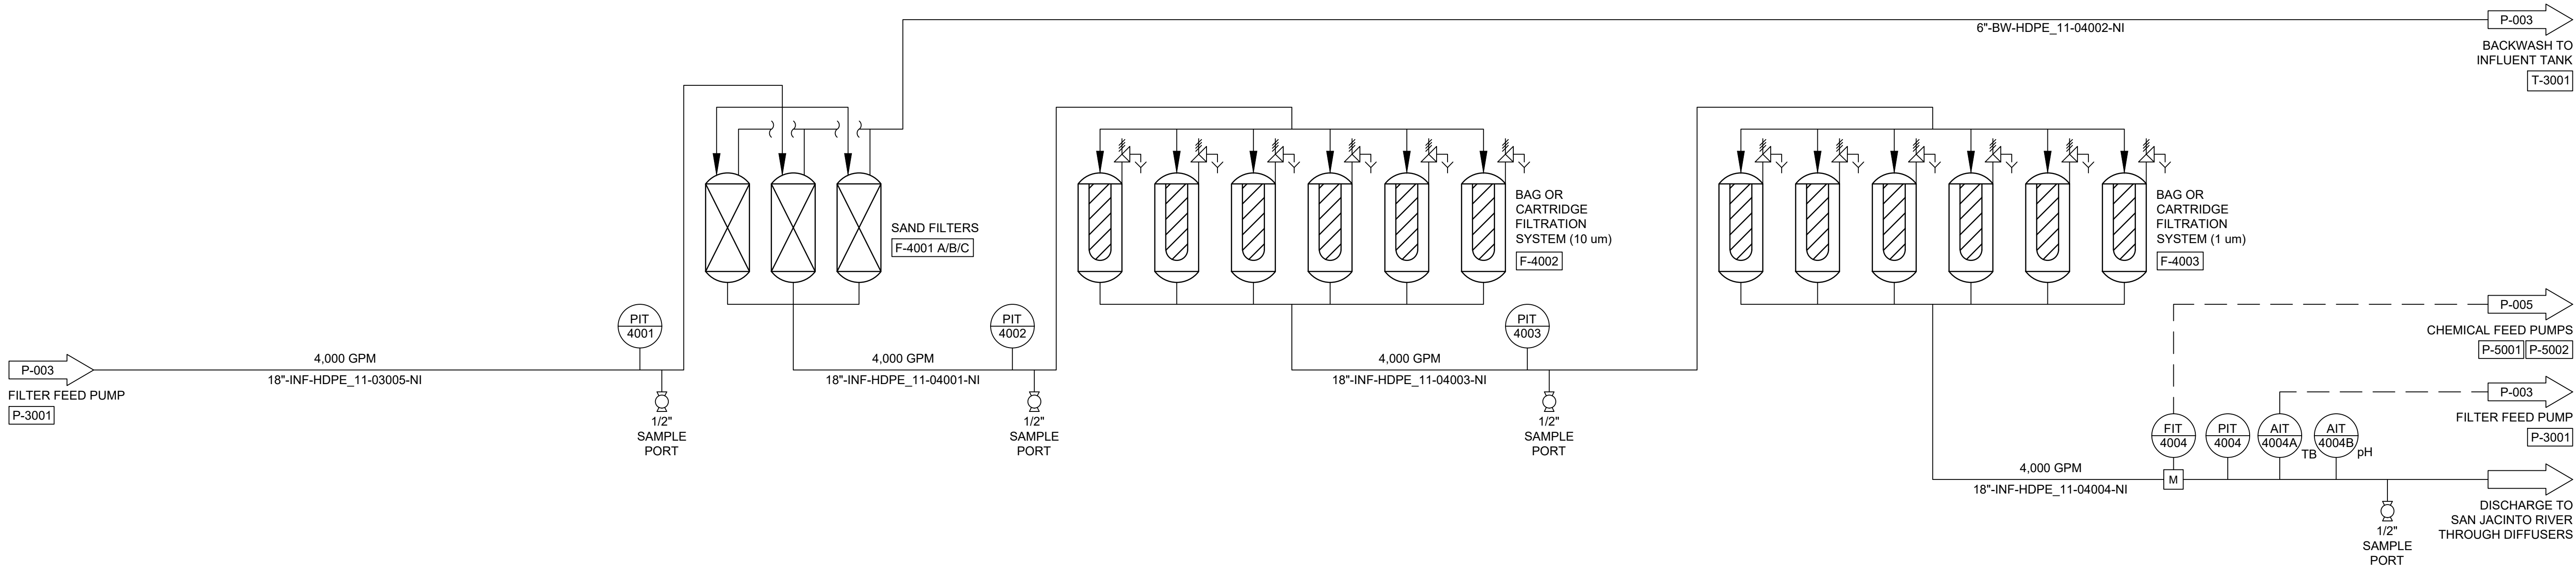 6"-BW-HDPE_11-04002-NI
P-003
BACKWASH TO
INFLUENT TANK
T-3001
SAND FILTERS
F-4001 A/B/C
BAG OR
CARTRIDGE
FILTRATION
SYSTEM (10 um)
F-4002
BAG OR
CARTRIDGE
FILTRATION
SYSTEM (1 um)
F-4003
P-003
FILTER FEED PUMP
P-3001
4,000 GPM
18"-INF-HDPE_11-03005-NI
PIT
4001
1/2"
SAMPLE
PORT
4,000 GPM
18"-INF-HDPE_11-04001-NI
PIT
4002
1/2"
SAMPLE
PORT
4,000 GPM
18"-INF-HDPE_11-04003-NI
PIT
4003
1/2"
SAMPLE
PORT
P-005
CHEMICAL FEED PUMPS
P-5001 P-5002
P-003
FILTER FEED PUMP
P-3001
FIT
4004
PIT
4004
AIT
4004A
TB
AIT
4004B
pH
4,000 GPM
18"-INF-HDPE_11-04004-NI
M
1/2"
SAMPLE
PORT
DISCHARGE TO
SAN JACINTO RIVER
THROUGH DIFFUSERS